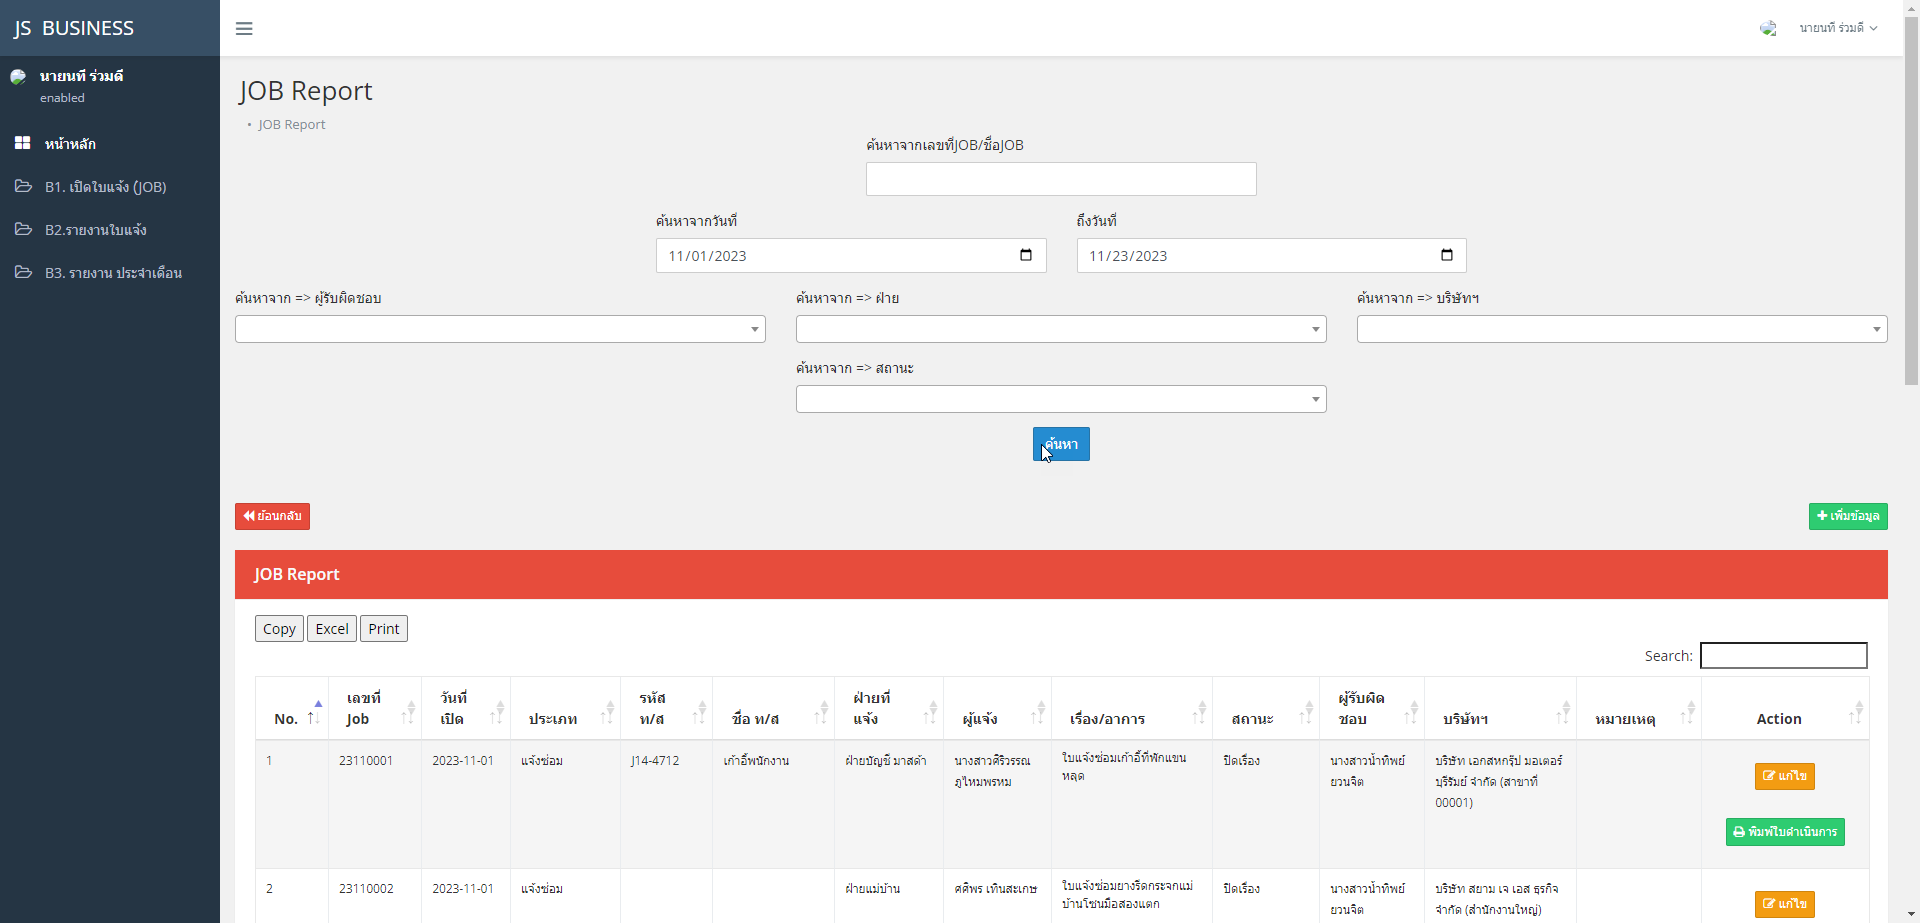 JS BUSINESS
นายนที ร่วมดี
นายนที ร่วมดี
enabled
หน้าหลัก
B1. เปิดใบแจ้ง (JOB)
B2.รายงานใบแจ้ง
B3. รายงาน ประจำเดือน
JOB Report
• JOB Report
ค้นหาจากเลขที่JOB/ชื่อJOB
ค้นหาจากวันที่ ถึงวันที่
11/01/2023 11/23/2023
ค้นหาจาก => ผู้รับผิดชอบ ค้นหาจาก => ฝ่าย ค้นหาจาก => บริษัทฯ
ค้นหาจาก => สถานะ
ค้นหา
ย้อนกลับ เพิ่มข้อมูล
JOB Report
Copy Excel Print
Search:
No. เลขที่ Job วันที่ เปิด ประเภท รหัส ท/ส ชื่อ ท/ส ฝ่ายที่ แจ้ง ผู้แจ้ง เรื่อง/อาการ สถานะ ผู้รับผิด ชอบ บริษัทฯ หมายเหตุ Action
1 23110001 2023-11-01 แจ้งซ่อม J14-4712 เก้าอี้พนักงาน ฝ่ายบัญชี มาสด้า นางสาวศิริวรรณ ใบแจ้งซ่อมเก้าอี้ที่พักแขน ปิดเรื่อง นางสาวน้ำทิพย์ บริษัท เอกสหกรุ๊ป มอเตอร์ แก้ไข
ภูไหมพรหม หลุด ยวนจิต บุรีรัมย์ จำกัด (สาขาที่
00001)
พิมพ์ใบดำเนินการ
2 23110002 2023-11-01 แจ้งซ่อม ฝ่ายแม่บ้าน ศศิพร เทินสะเกษ ใบแจ้งซ่อมยางรีดกระจกแม่ ปิดเรื่อง นางสาวน้ำทิพย์ บริษัท สยาม เจ เอส ธุรกิจ แก้ไข
บ้านโซนมือสองแตก ยวนจิต จำกัด (สำนักงานใหญ่)